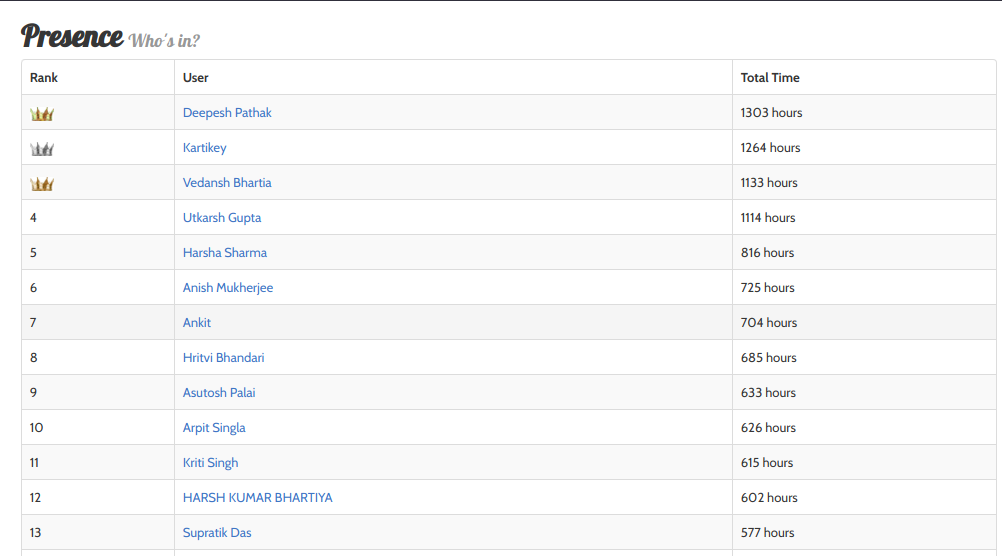 Presence Who's in?
Rank User Total Time
Deepesh Pathak 1303 hours
Kartikey 1264 hours
Vedansh Bhartia 1133 hours
4 Utkarsh Gupta 1114 hours
5 Harsha Sharma 816 hours
6 Anish Mukherjee 725 hours
7 Ankit 704 hours
8 Hritvi Bhandari 685 hours
9 Asutosh Palai 633 hours
10 Arpit Singla 626 hours
11 Kriti Singh 615 hours
12 HARSH KUMAR BHARTIYA 602 hours
13 Supratik Das 577 hours